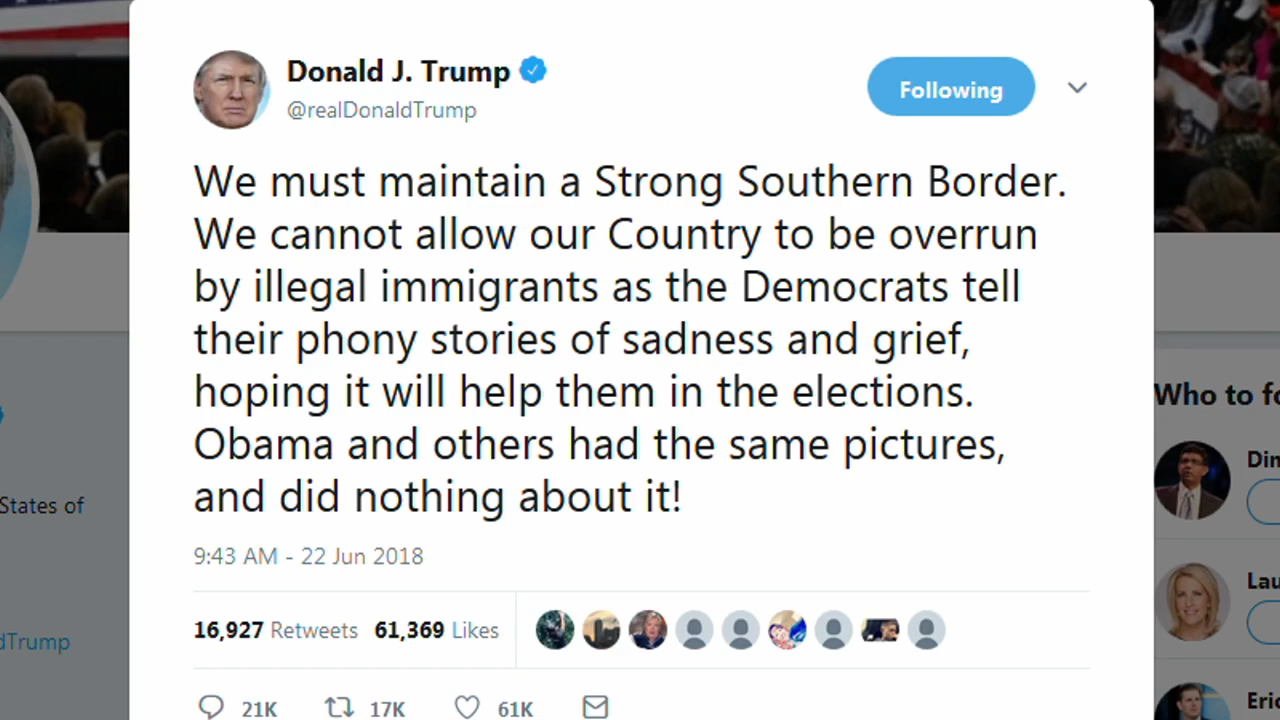 Donald J. Trump
@realDonaldTrump
Following
We must maintain a Strong Southern Border.
We cannot allow our Country to be overrun
by illegal immigrants as the Democrats tell
their phony stories of sadness and grief,
hoping it will help them in the elections.
Obama and others had the same pictures,
and did nothing about it!
9:43 AM - 22 Jun 2018
16,927 Retweets 61,369 Likes
21K 17K 61K
States of
dTrump
Who to fo
Din
Lau
Eric